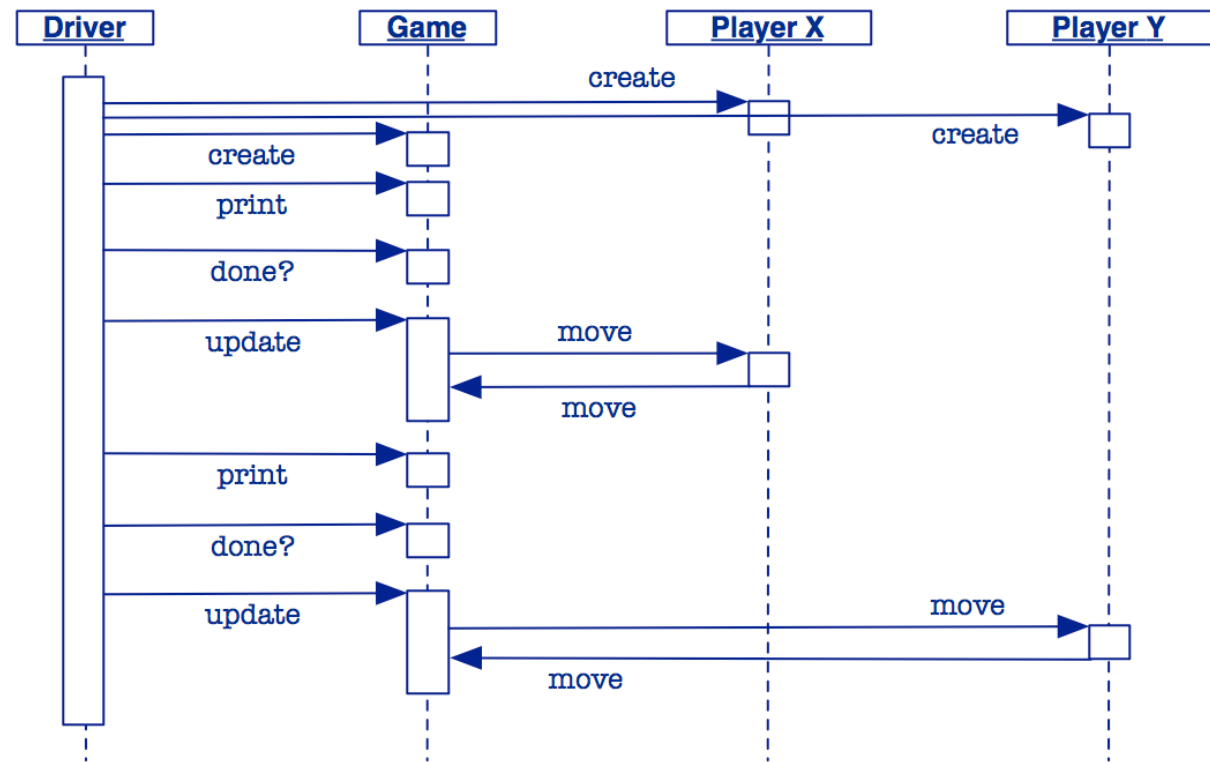 Driver
Game
Player X
Player Y
create
create
create
print
done?
update
move
move
print
done?
update
move
move